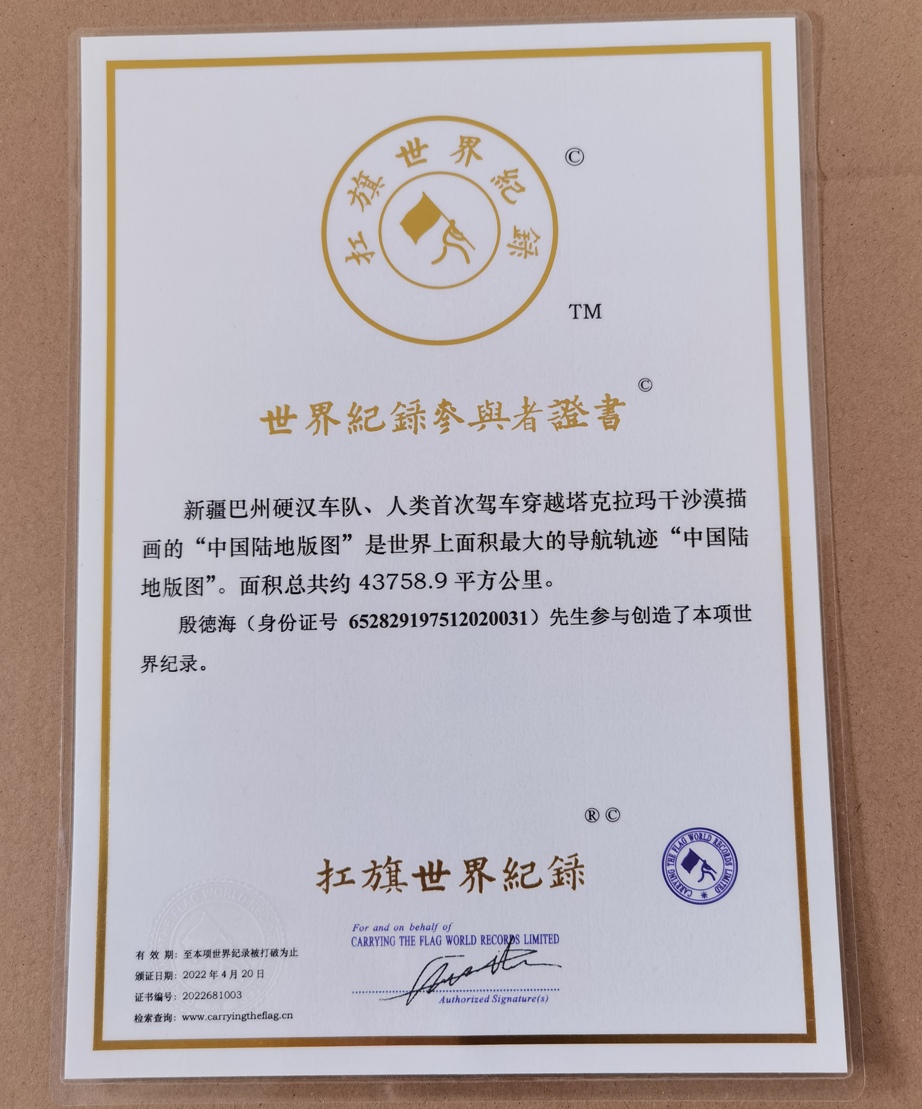 扛旗世界紀錄
©
TM
世界紀錄参與者證書©
新疆巴州硬汉车队、人类首次驾车穿越塔克拉玛干沙漠描
画的“中国陆地版图”是世界上面积最大的导航轨迹“中国陆
地版图”。面积总共约 43758.9 平方公里。
殷德海(身份证号 652829197512020031)先生参与创造了本项世
界纪录。
®©
扛旗世界紀錄
CARRYING THE FLAG WORLD RECORDS LIMITED
For and on behalf of
CARRYING THE FLAG WORLD RECORDS LIMITED
Authorized Signature(s)
有 效 期: 至本项世界纪录被打破为止
颁证日期: 2022 年 4 月 20 日
证书编号: 2022681003
检索查询: www.carryingtheflag.cn